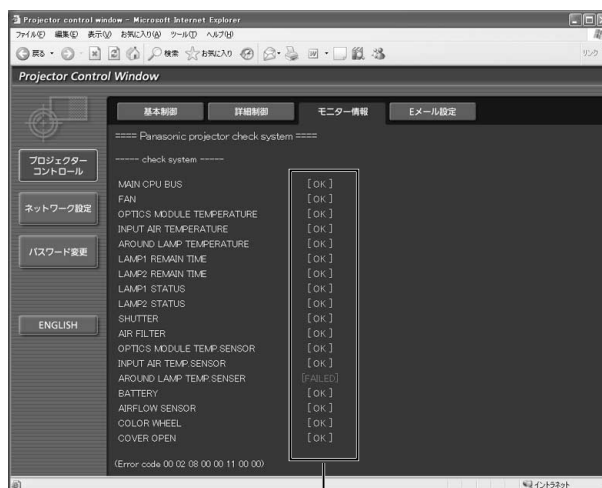 Projector control window - Microsoft Internet Explorer
ファイル(F) 編集(E) 表示(V) お気に入り(A) ツール(T) ヘルプ(H)
戻る 検索 お気に入り リンク
Projector Control Window
基本制御 詳細制御 モニター情報 Eメール設定
==== Panasonic projector check system ====
プロジェクター
コントロール
ネットワーク設定
パスワード変更
ENGLISH
----- check system -----
MAIN CPU BUS [ OK ]
FAN [ OK ]
OPTICS MODULE TEMPERATURE [ OK ]
INPUT AIR TEMPERATURE [ OK ]
AROUND LAMP TEMPERATURE [ OK ]
LAMP1 REMAIN TIME [ OK ]
LAMP2 REMAIN TIME [ OK ]
LAMP1 STATUS [ OK ]
LAMP2 STATUS [ OK ]
SHUTTER [ OK ]
AIR FILTER [ OK ]
OPTICS MODULE TEMP.SENSOR [ OK ]
INPUT AIR TEMP.SENSOR [ OK ]
AROUND LAMP TEMP.SENSER [FAILED]
BATTERY [ OK ]
AIRFLOW SENSOR [ OK ]
COLOR WHEEL [ OK ]
COVER OPEN [ OK ]
(Error code 00 02 08 00 00 11 00 00)
イントラネット